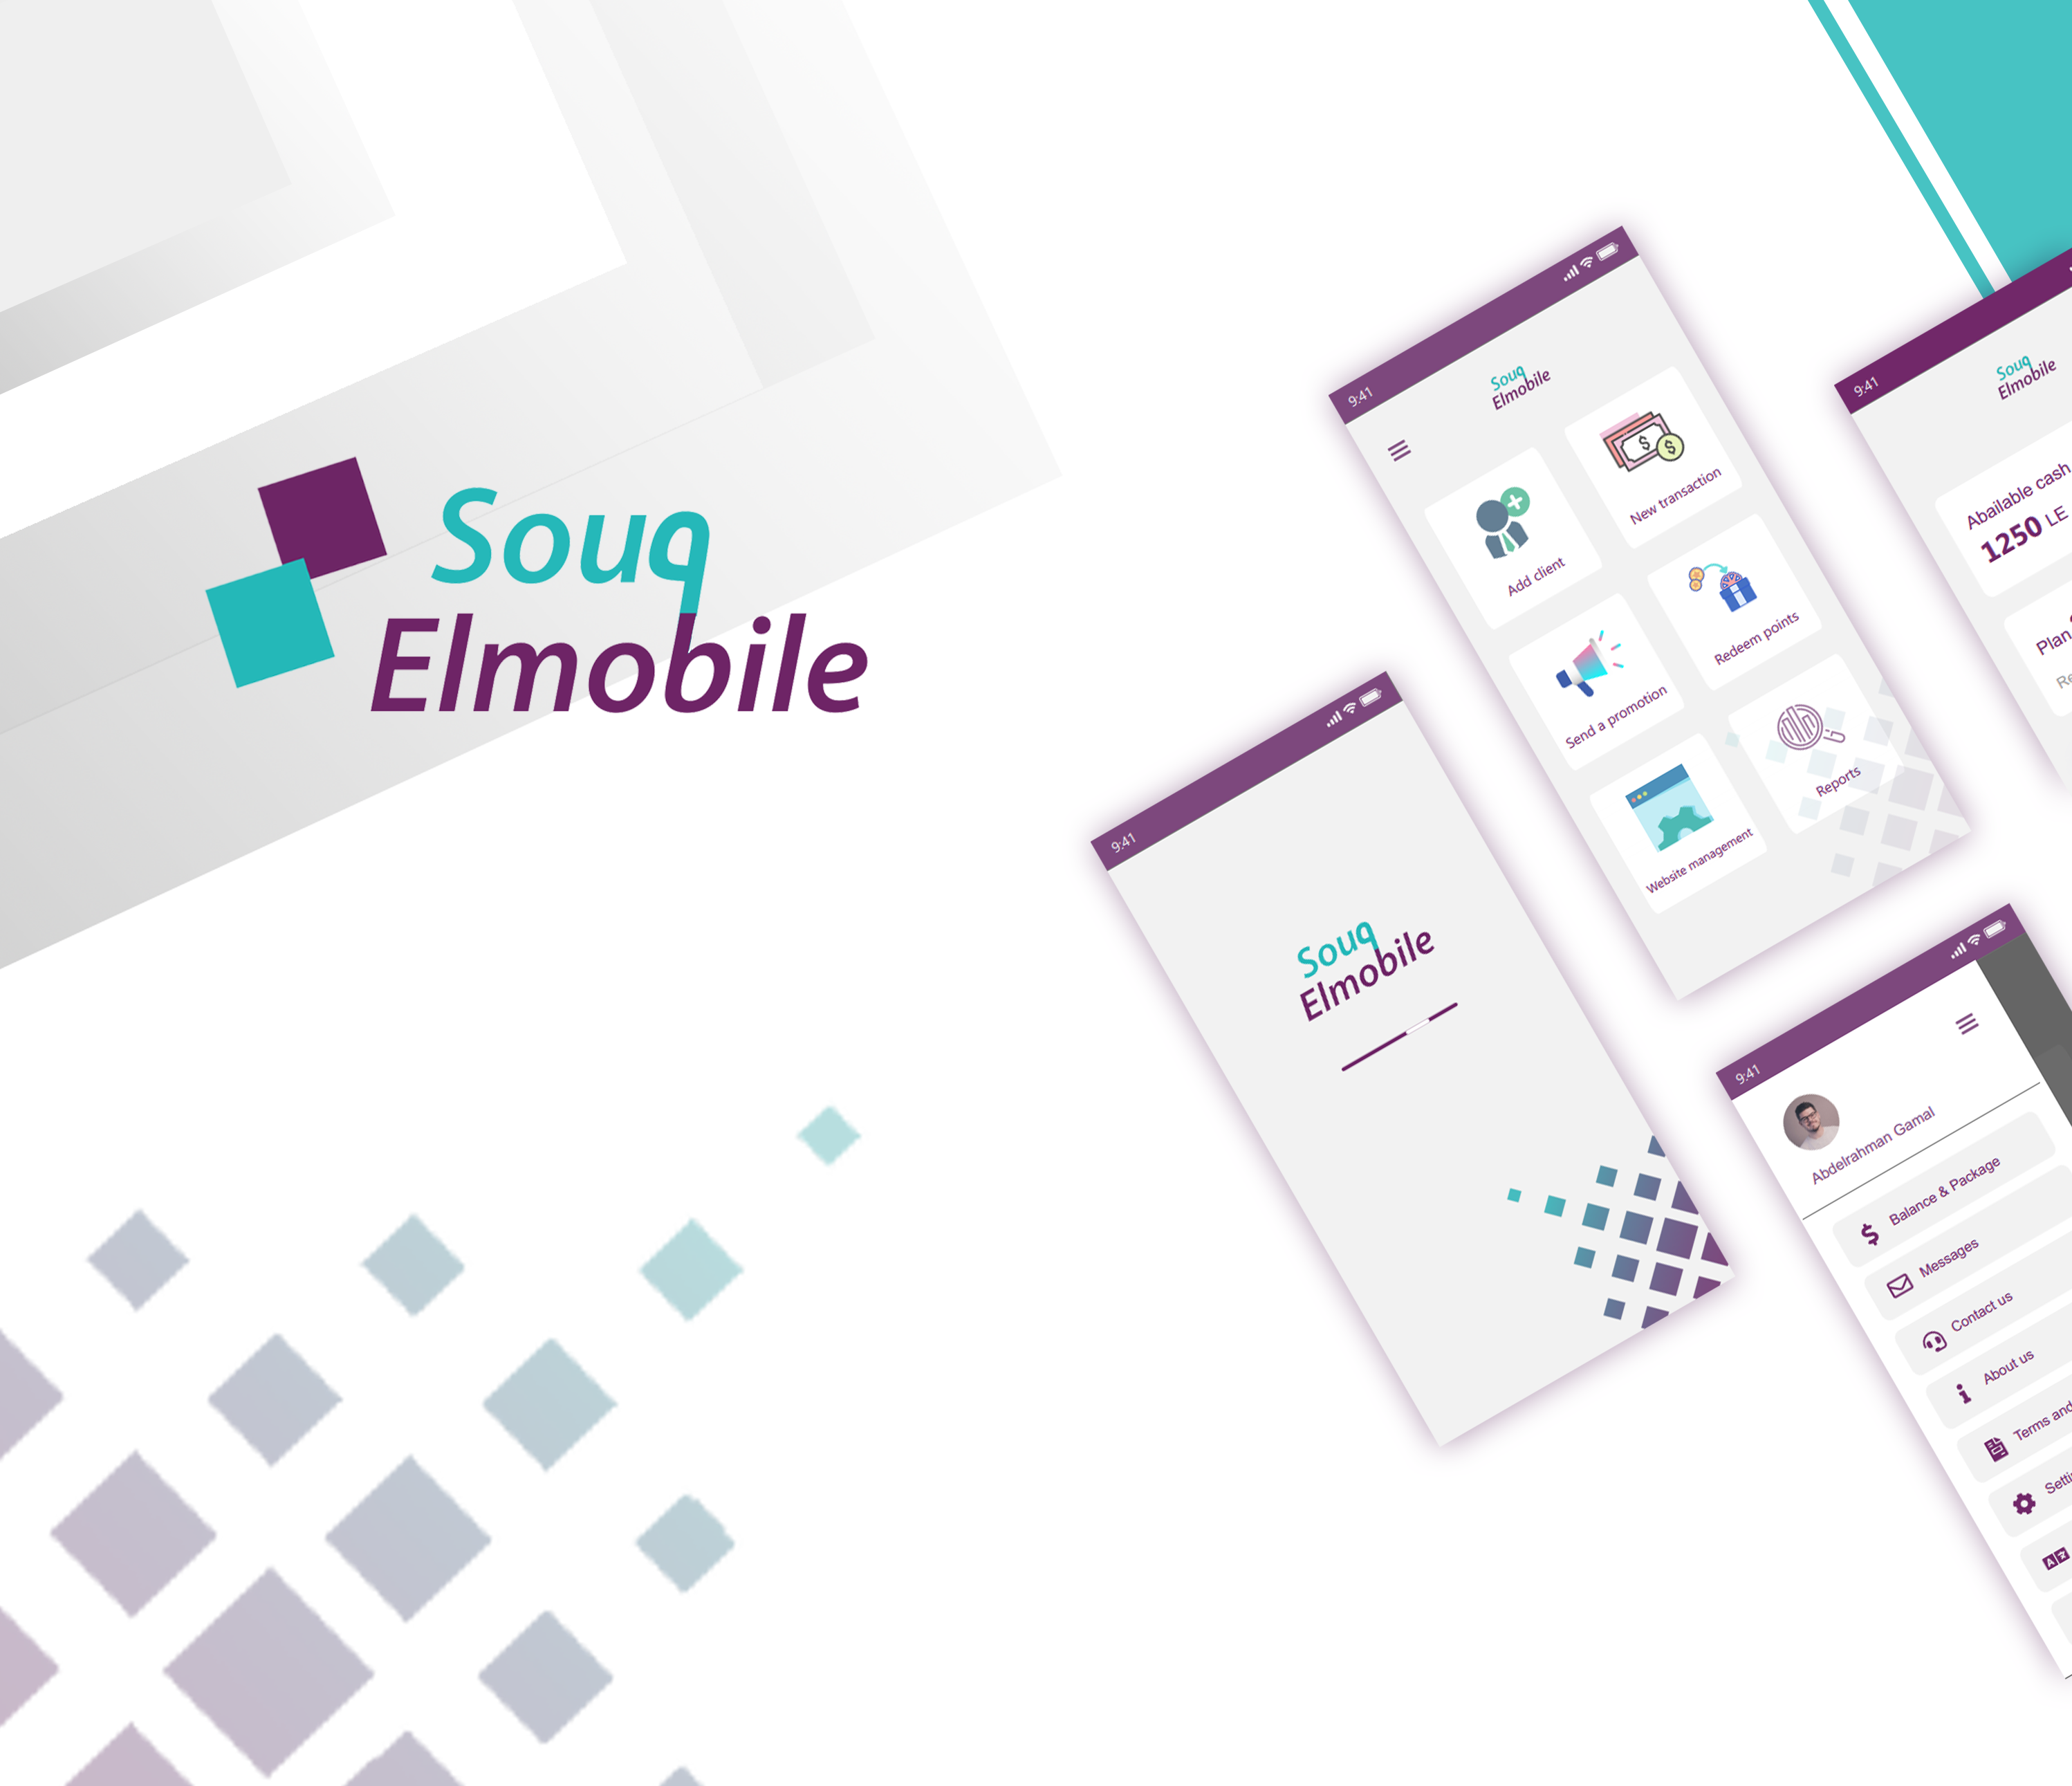 Souq
Elmobile
9:41
Souq
Elmobile
New transaction
Add client
Redeem points
Send a promotion
Reports
Website management
9:41
Souq
Elmobile
Abailable cash
1250 LE
Plan
9:41
Souq
Elmobile
9:41
Abdelrahman Gamal
Balance & Package
Messages
Contact us
About us
Terms and